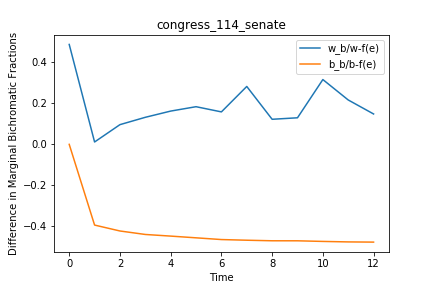 congress_114_senate
w_b/w-f(e)
b_b/b-f(e)
Difference in Marginal Bichromatic Fractions
0.4
0.2
0.0
−0.2
−0.4
0 2 4 6 8 10 12
Time